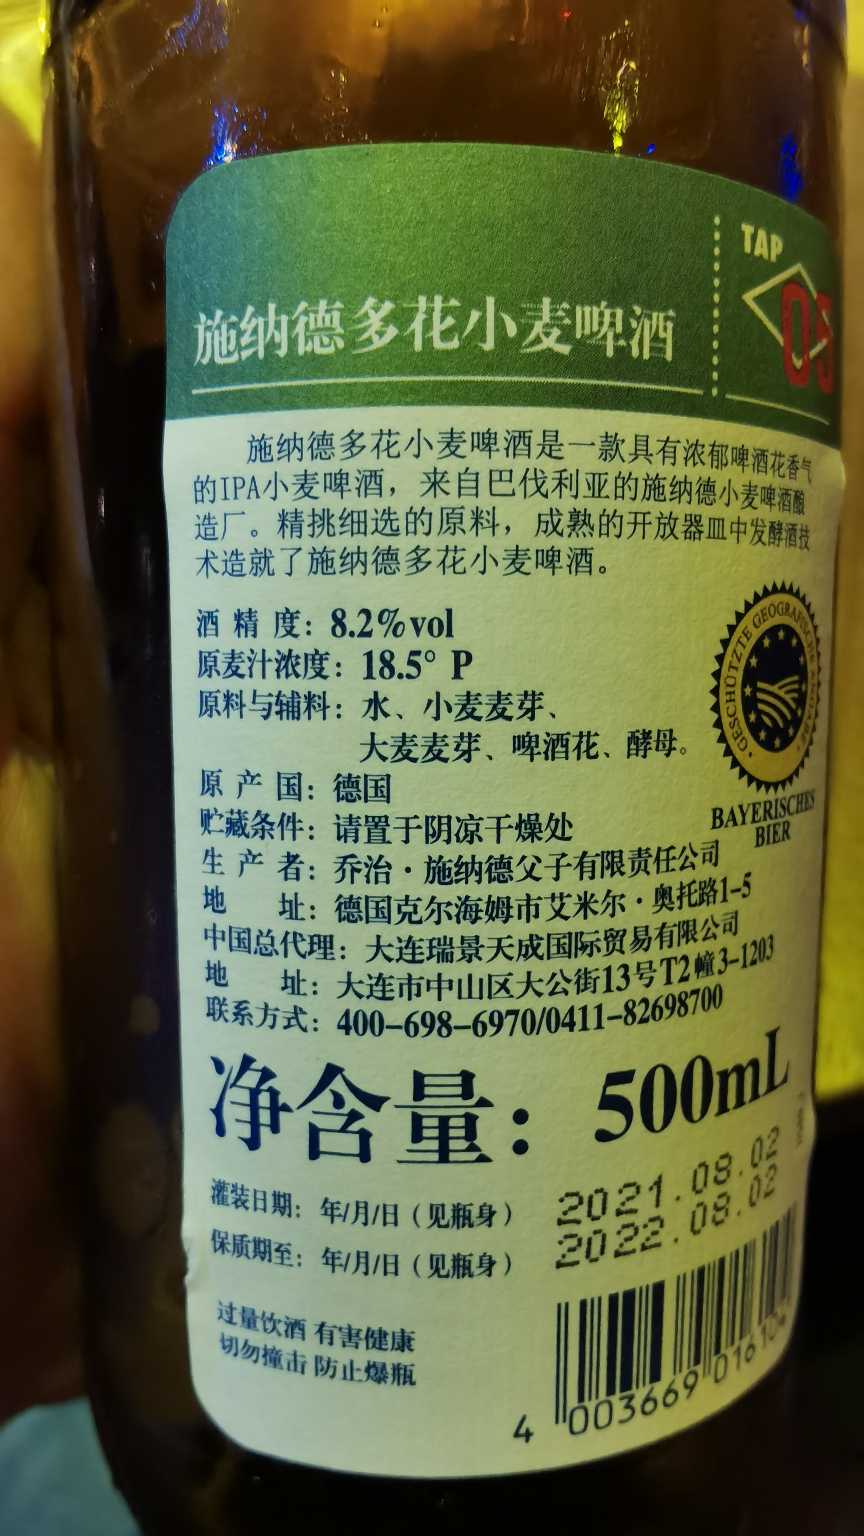 TAP
05
施纳德多花小麦啤酒
施纳德多花小麦啤酒是一款具有浓郁啤酒花香气
的IPA小麦啤酒，来自巴伐利亚的施纳德小麦啤酒酿
造厂。精挑细选的原料，成熟的开放器皿中发酵酒技
术造就了施纳德多花小麦啤酒。
酒精度：8.2%vol
原麦汁浓度：18.5° P
原料与辅料：水、小麦麦芽、
大麦麦芽、啤酒花、酵母。
原产国：德国
贮藏条件：请置于阴凉干燥处
生产者：乔治·施纳德父子有限责任公司
地址：德国克尔海姆市艾米尔·奥托路1-5
中国总代理：大连瑞景天成国际贸易有限公司
地址：大连市中山区大公街13号T2幢3-1203
联系方式：400-698-6970/0411-82698700
GESCHÜTZTE GEOGRAFISCHE
BAYERISCHES
BIER
净含量：500mL
灌装日期：年/月/日（见瓶身）
2021.08.02
保质期至：年/月/日（见瓶身）
2022.08.02
过量饮酒 有害健康
切勿撞击 防止爆瓶
4 003669 016104